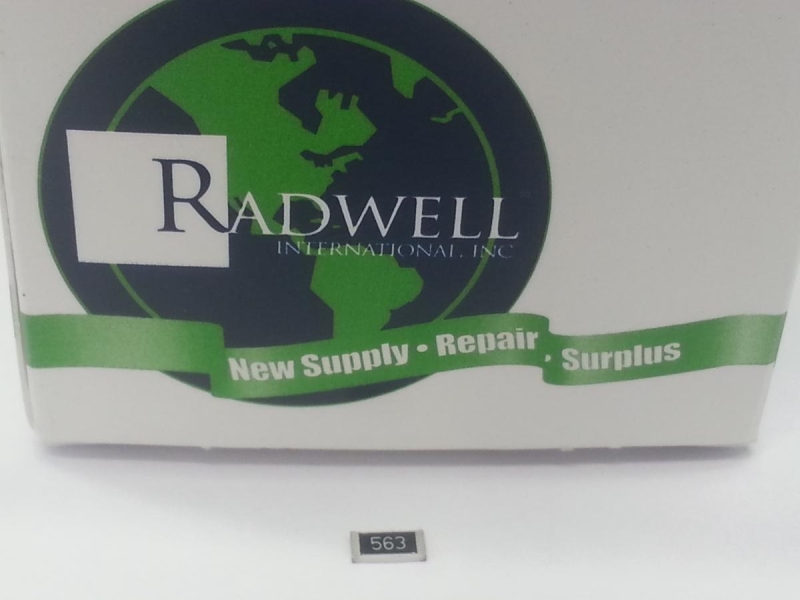 RADWELL
INTERNATIONAL, INC
New Supply • Repair • Surplus
563